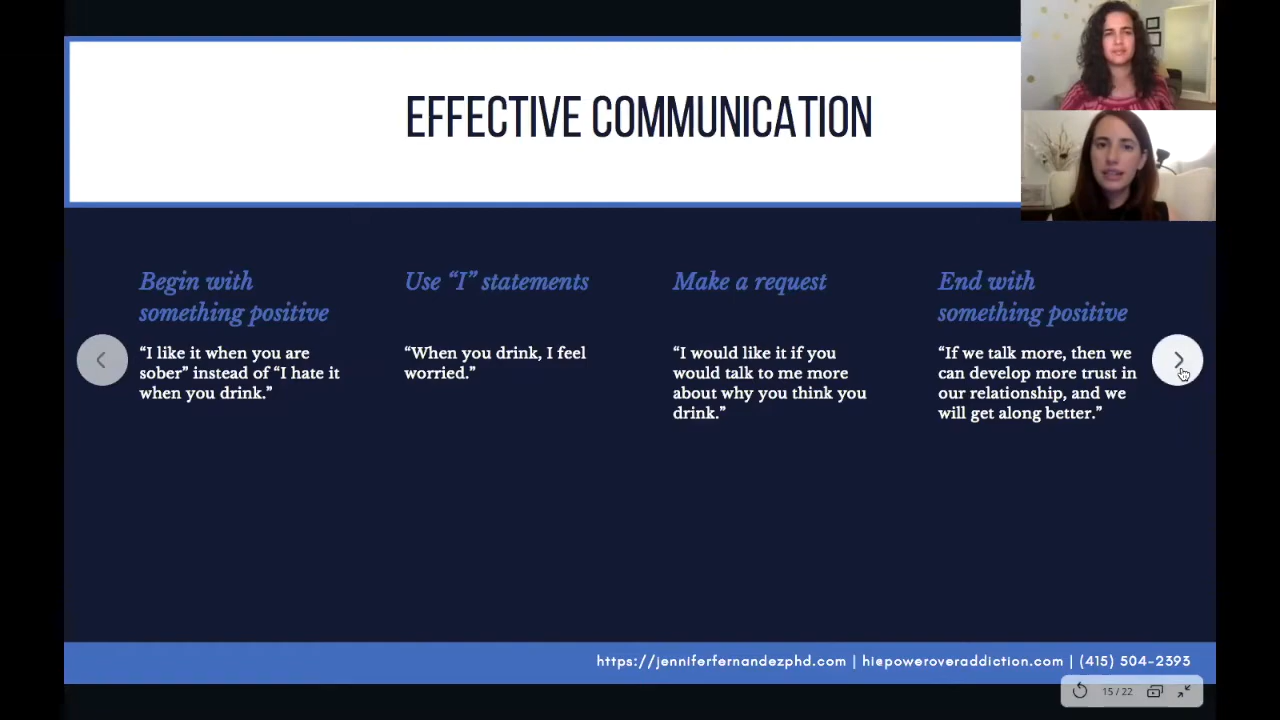 EFFECTIVE COMMUNICATION
Begin with
something positive
“I like it when you are
sober” instead of “I hate it
when you drink.”
Use “I” statements
“When you drink, I feel
worried.”
Make a request
“I would like it if you
would talk to me more
about why you think you
drink.”
End with
something positive
“If we talk more, then we
can develop more trust in
our relationship, and we
will get along better.”
https://jenniferfernandezphd.com | hiepoweroveraddiction.com | (415) 504-2393
15 / 22